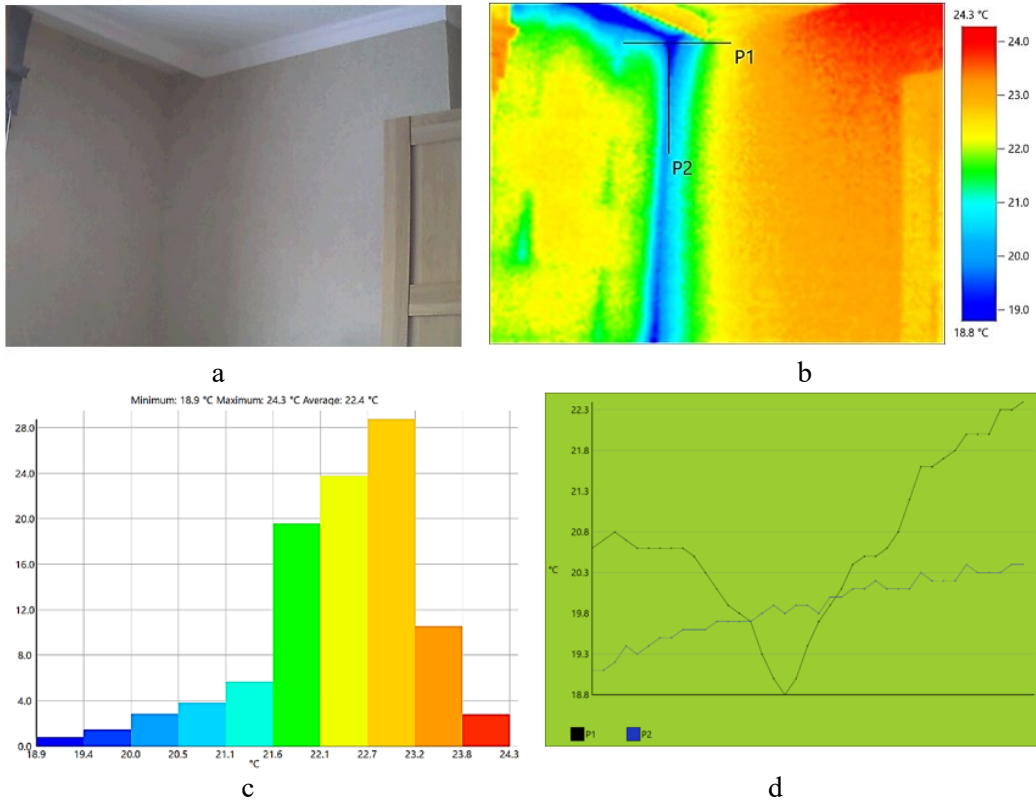 24.3 °C
24.0
P1
23.0
22.0
P2
21.0
20.0
19.0
18.8 °C
a
b
Minimum: 18.9 °C Maximum: 24.3 °C Average: 22.4 °C
28.0
24.0
20.0
16.0
12.0
8.0
4.0
0.0
18.9 19.4 20.0 20.5 21.1 21.6 22.1 22.7 23.2 23.8 24.3
°C
22.3
21.8
21.3
20.8
°C
20.3
19.8
19.3
18.8
P1 P2
c
d